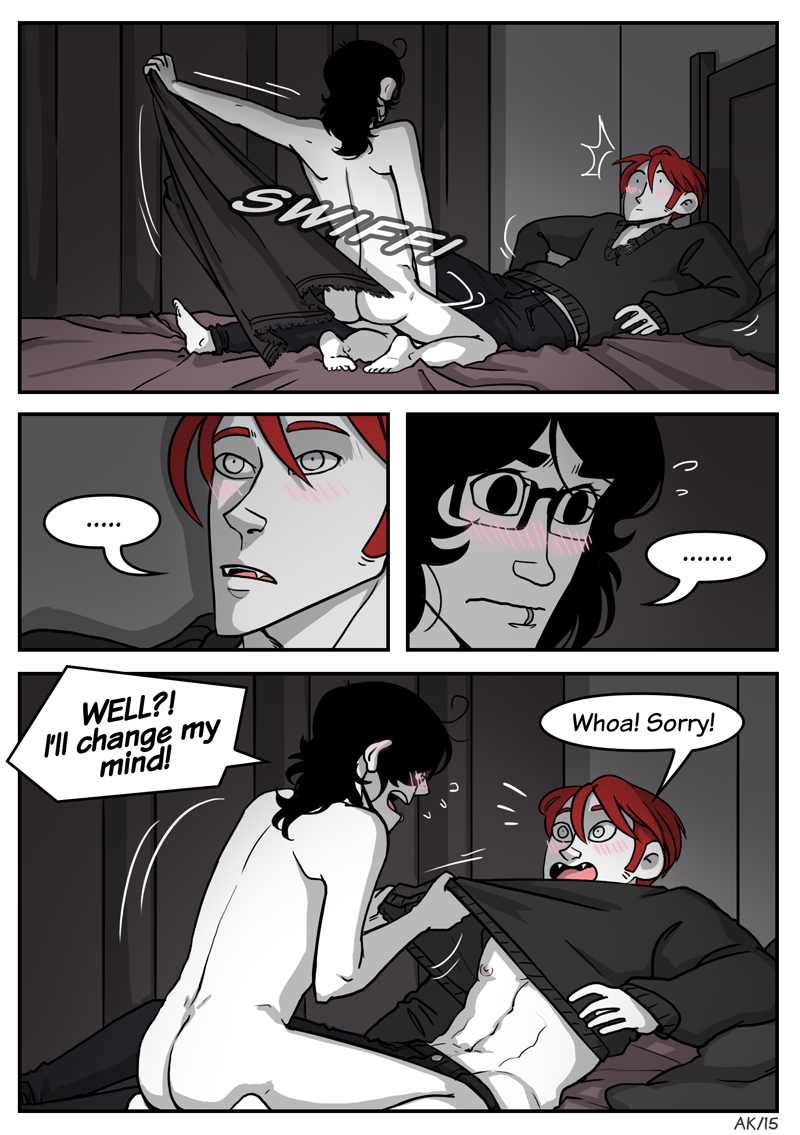 SWIFF!
.....
.......
WELL?!
I'll change my
mind!
Whoa! Sorry!
AK/15